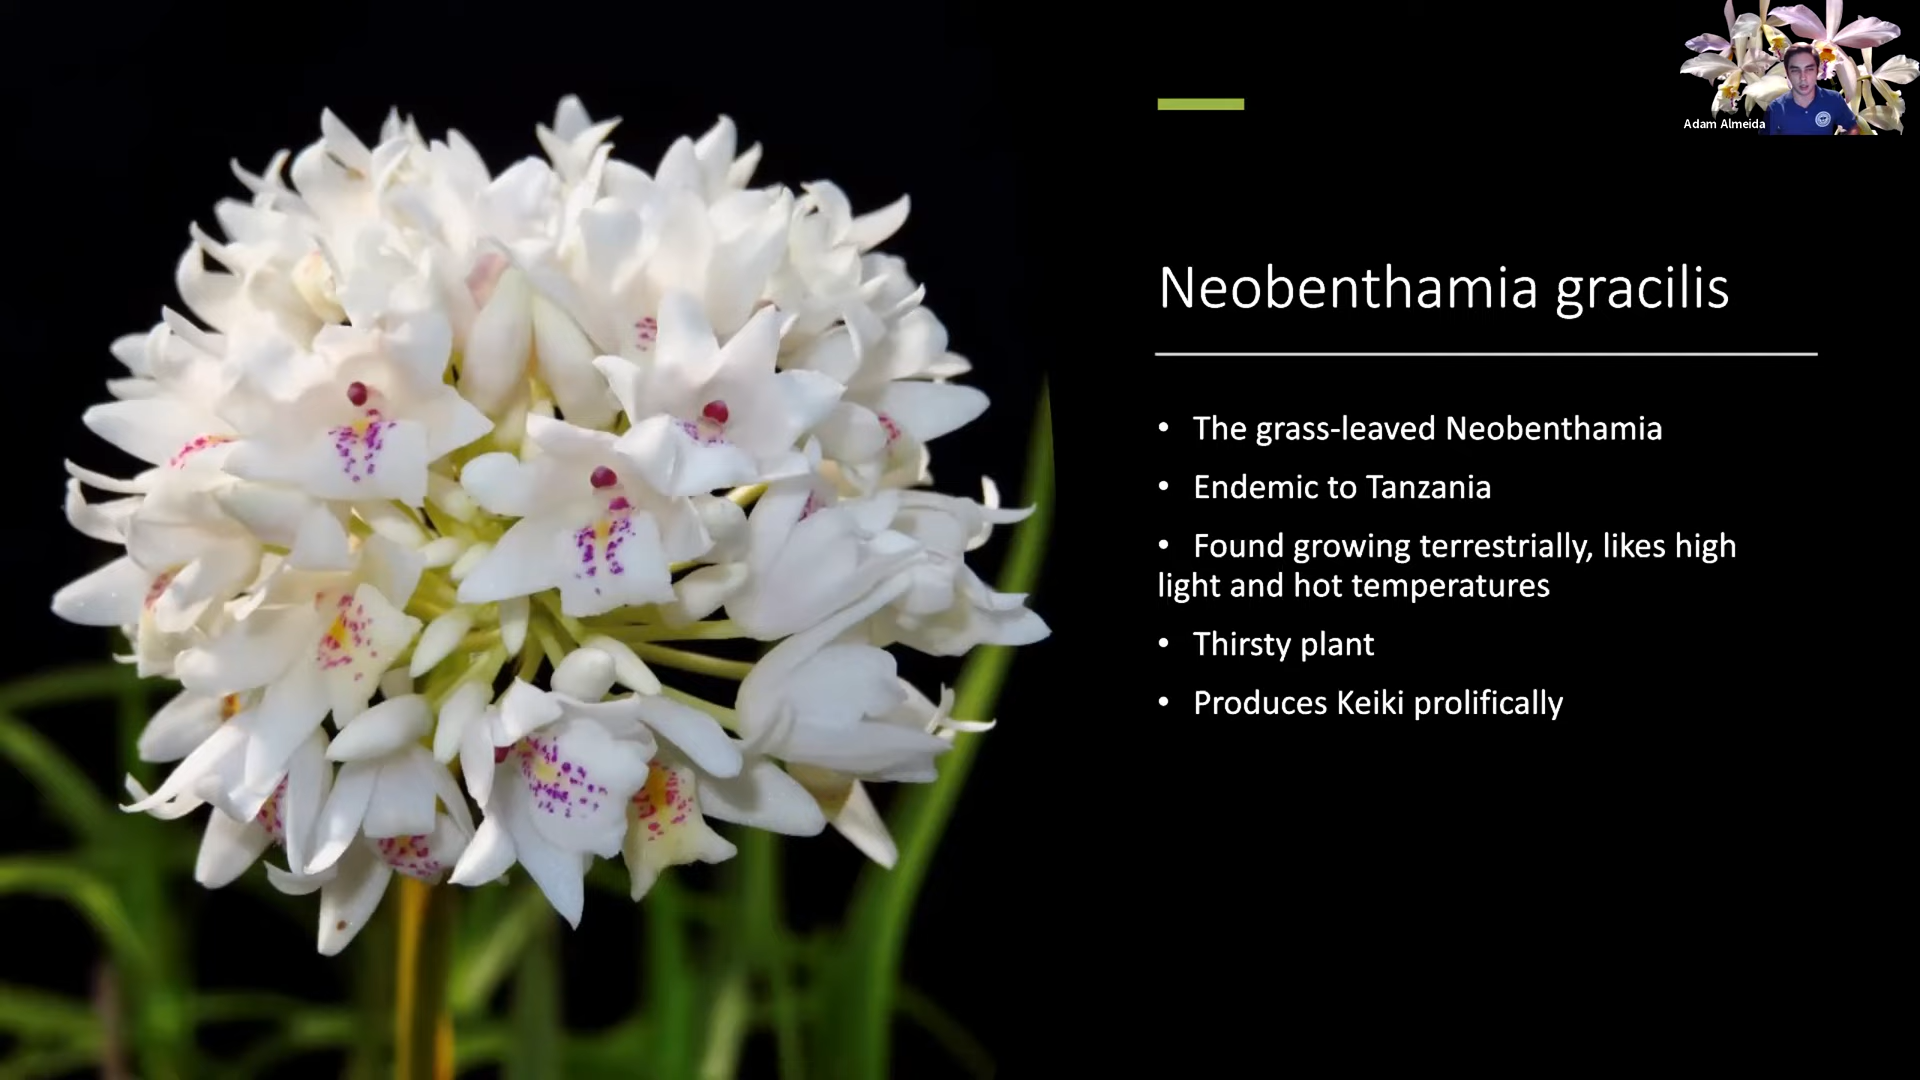 Adam Almeida
Neobenthamia gracilis
• The grass-leaved Neobenthamia
• Endemic to Tanzania
• Found growing terrestrially, likes high
light and hot temperatures
• Thirsty plant
• Produces Keiki prolifically